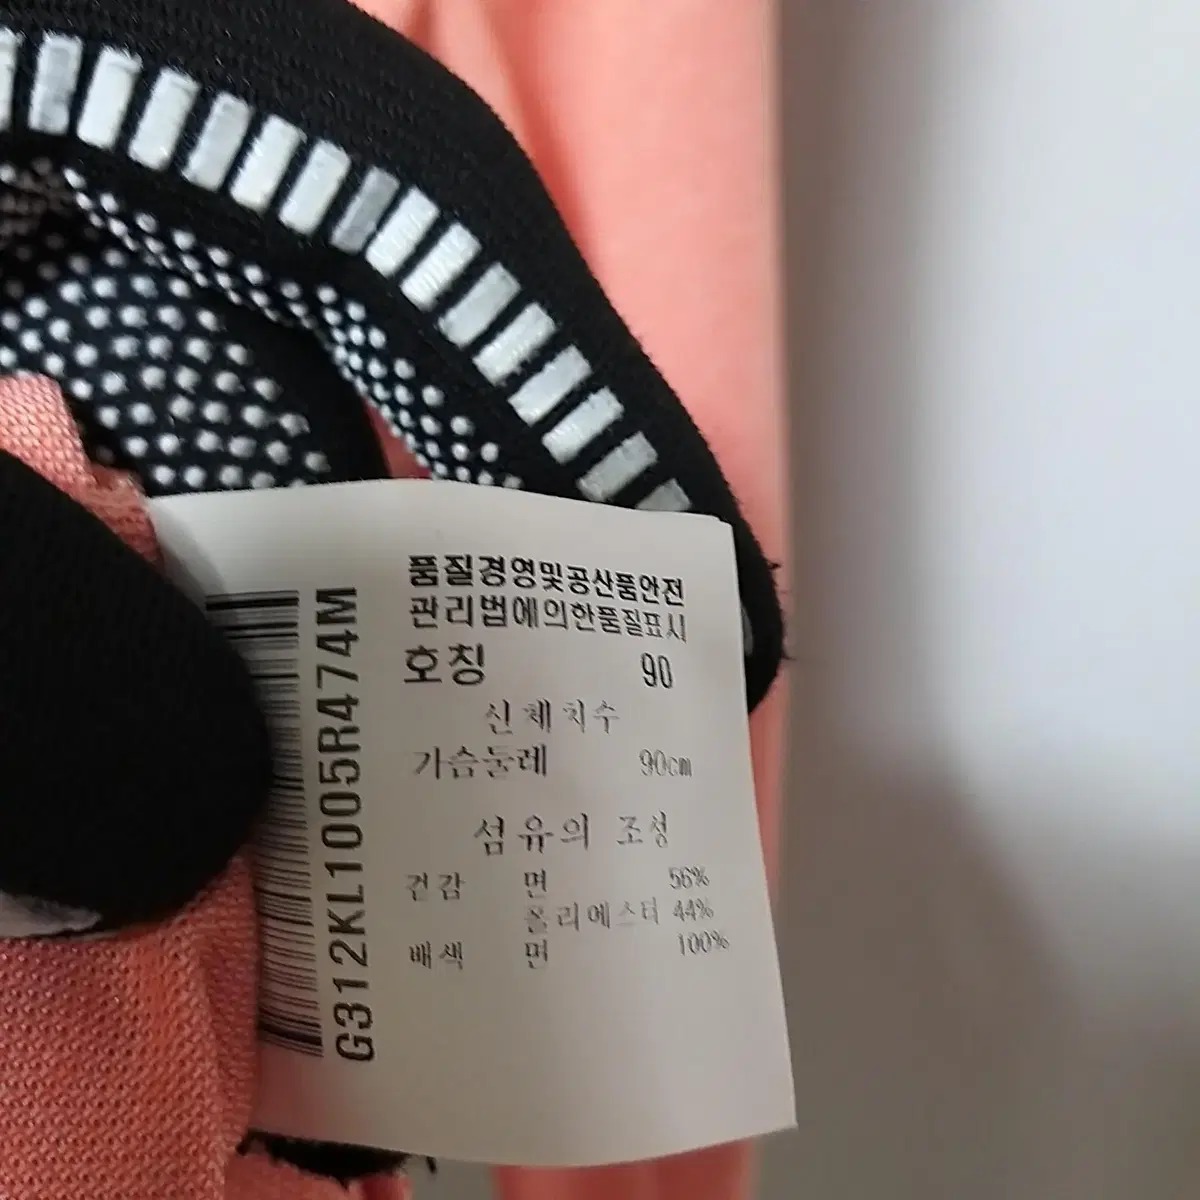 품질경영및공산품안전
관리법에의한품질표시
호칭 90
신체치수
가슴둘레 90cm
섬유의 조성
겉감 면 56%
폴리에스터 44%
배색 면 100%
G312KL1005R474M